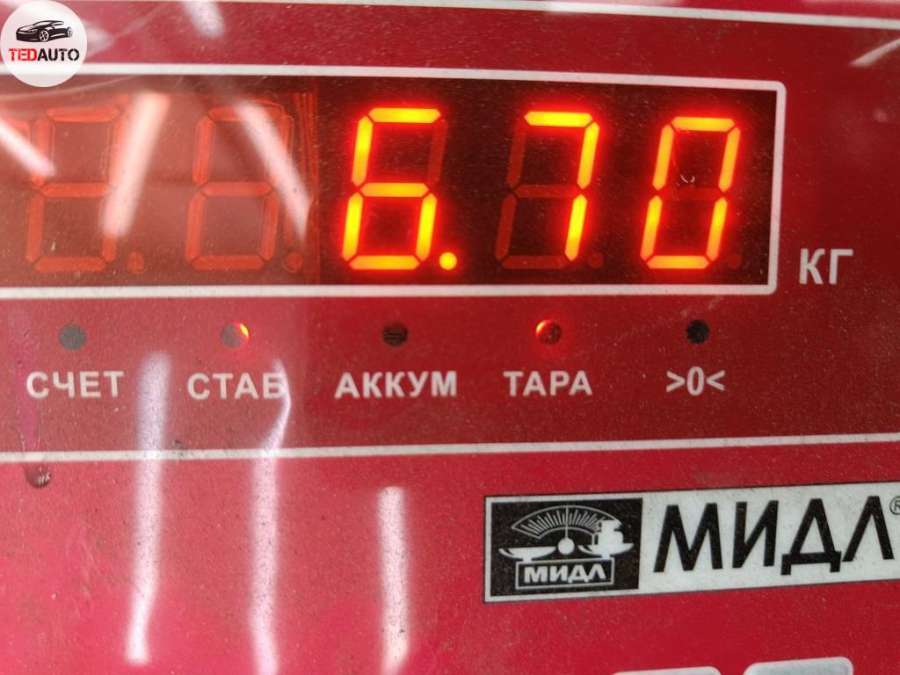 TEDAUTO
6.70
КГ
СЧЕТ СТАБ АККУМ ТАРА >0<
МИДЛ МИДЛ®